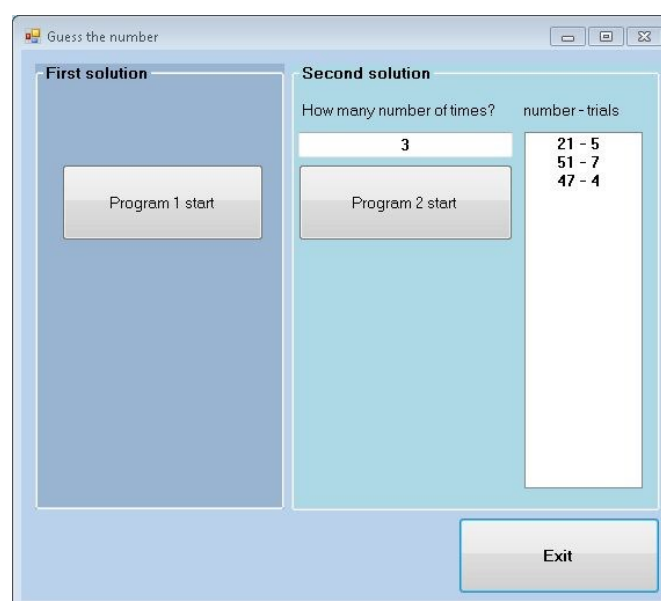 Guess the number
First solution
Program 1 start
Second solution
How many number of times?
3
Program 2 start
number - trials
21 - 5
51 - 7
47 - 4
Exit